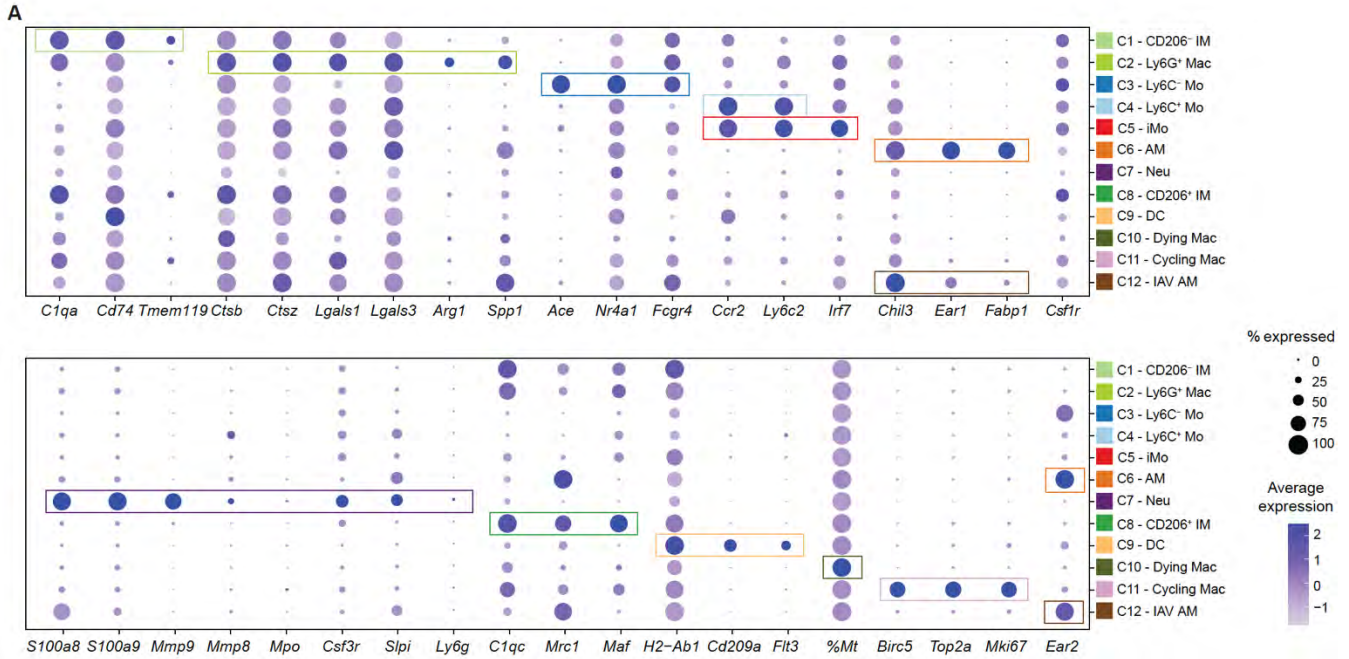 A
C1 - CD206⁻ IM
C2 - Ly6G⁺ Mac
C3 - Ly6C⁻ Mo
C4 - Ly6C⁺ Mo
C5 - iMo
C6 - AM
C7 - Neu
C8 - CD206⁺ IM
C9 - DC
C10 - Dying Mac
C11 - Cycling Mac
C12 - IAV AM
C1qa Cd74 Tmem119 Ctsb Ctsz Lgals1 Lgals3 Arg1 Spp1 Ace Nr4a1 Fcgr4 Ccr2 Ly6c2 Irf7 Chil3 Ear1 Fabp1 Csf1r
C1 - CD206⁻ IM
C2 - Ly6G⁺ Mac
C3 - Ly6C⁻ Mo
C4 - Ly6C⁺ Mo
C5 - iMo
C6 - AM
C7 - Neu
C8 - CD206⁺ IM
C9 - DC
C10 - Dying Mac
C11 - Cycling Mac
C12 - IAV AM
S100a8 S100a9 Mmp9 Mmp8 Mpo Csf3r Slpi Ly6g C1qc Mrc1 Maf H2−Ab1 Cd209a Flt3 %Mt Birc5 Top2a Mki67 Ear2
% expressed
0
25
50
75
100
Average
expression
2
1
0
−1